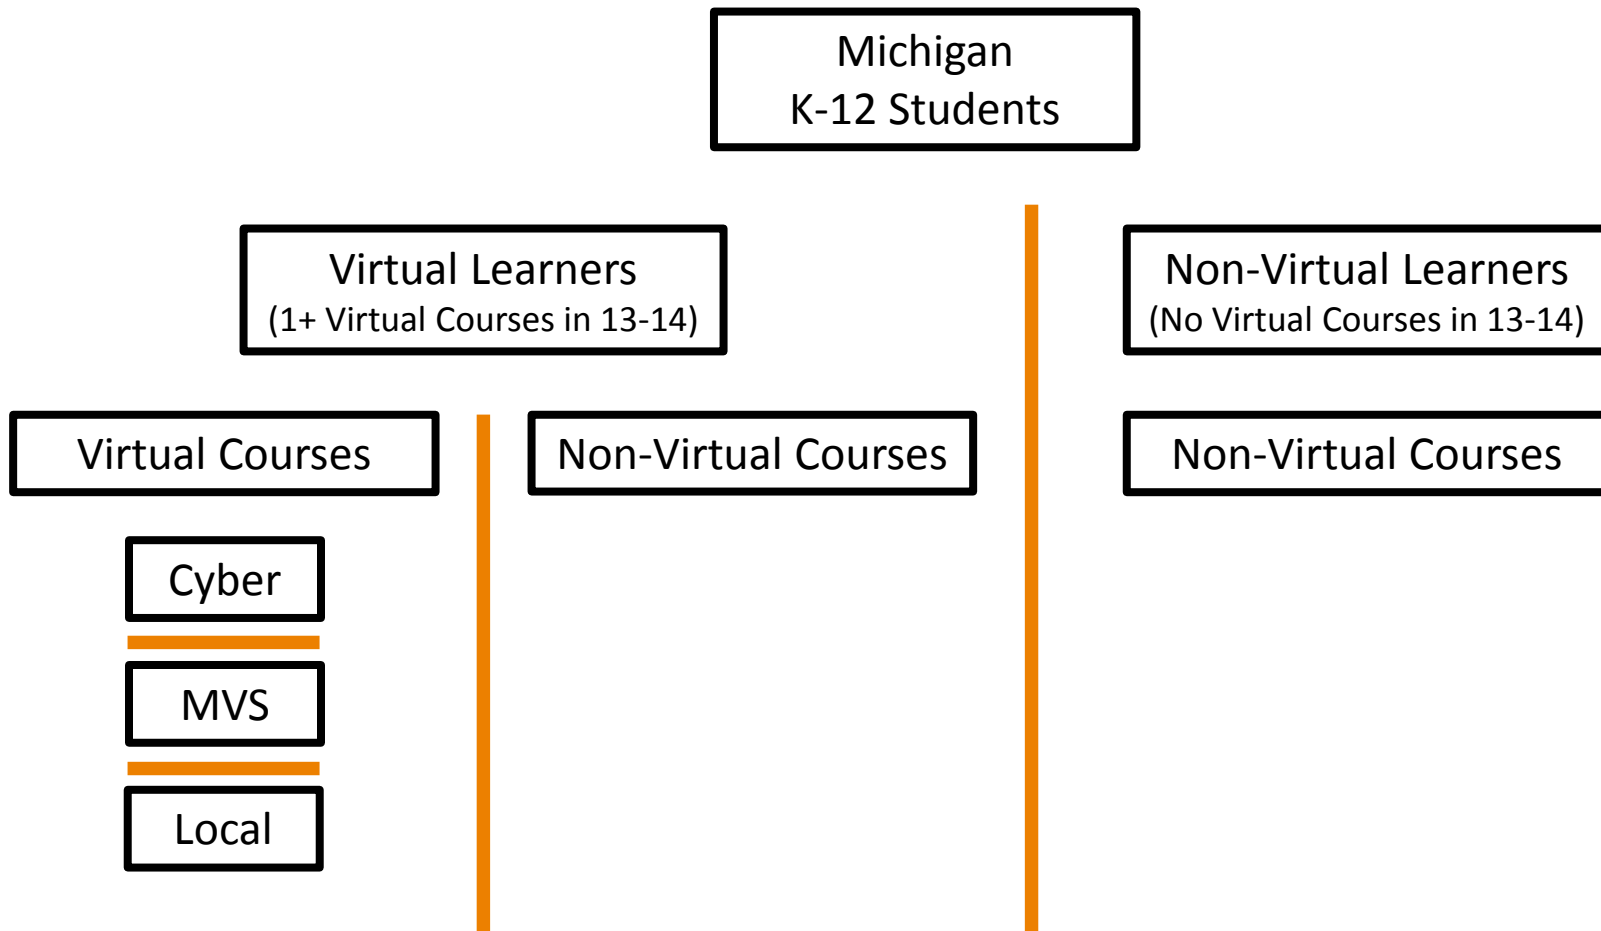 Michigan
K-12 Students
Virtual Learners
(1+ Virtual Courses in 13-14)
Non-Virtual Learners
(No Virtual Courses in 13-14)
Virtual Courses
Non-Virtual Courses
Non-Virtual Courses
Cyber
MVS
Local